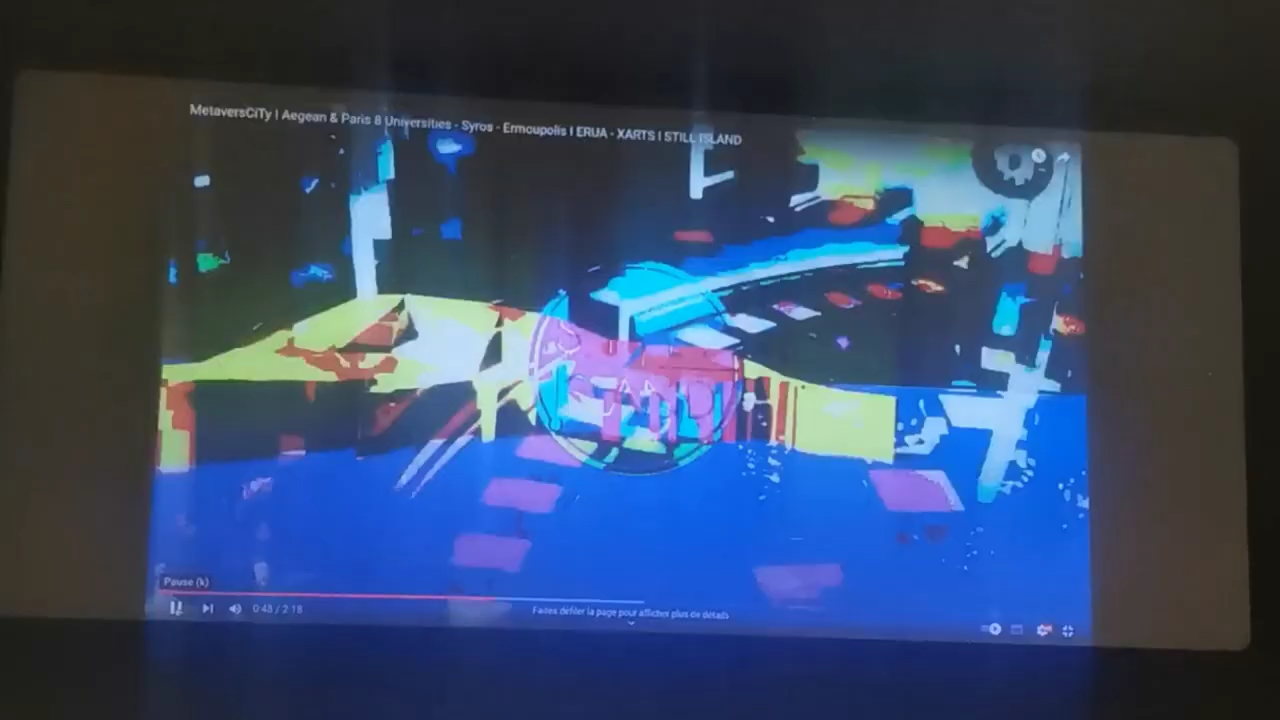 MetaversCiTy | Aegean & Paris 8 Universities - Syros - Ermoupolis I ERUA - XARTS I STILL ISLAND
Pause (k)
0:43 / 2:18
Faites défiler la page pour afficher plus de détails